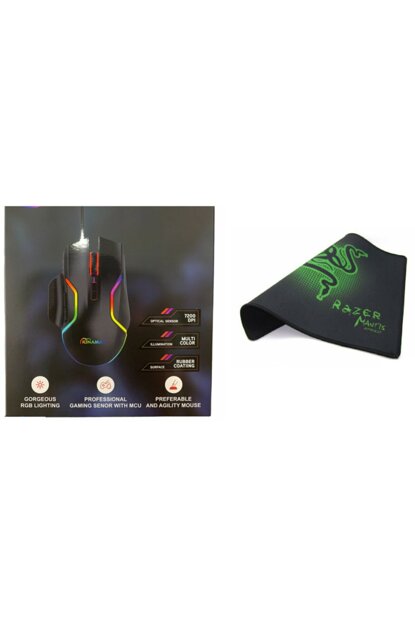 7200
DPI
OPTICAL SENSOR
MULTI
COLOR
ILLUMINATION
RUBBER
COATING
SURFACE
GORGEOUS
RGB LIGHTING
PROFESSIONAL
GAMING SENOR WITH MCU
PREFERABLE
AND AGILITY MOUSE
RAZER
MANTIS